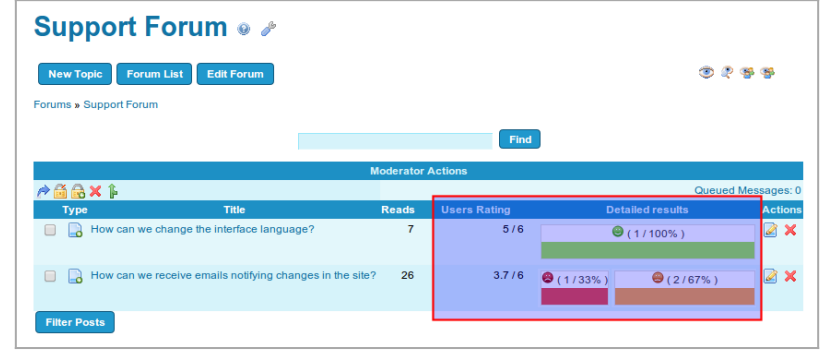 Support Forum
New Topic Forum List Edit Forum
Forums » Support Forum
Find
Moderator Actions
Queued Messages: 0
Type Title Reads Users Rating Detailed results Actions
How can we change the interface language? 7 5 / 6 ( 1 / 100% )
How can we receive emails notifying changes in the site? 26 3.7 / 6 ( 1 / 33% ) ( 2 / 67% )
Filter Posts